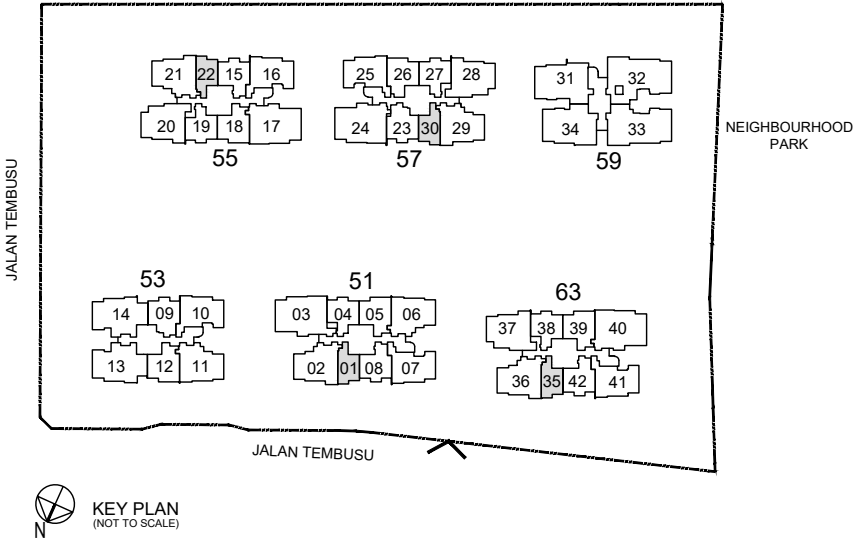 21 22 15 16
20 19 18 17
55
25 26 27 28
24 23 30 29
57
31 32
34 33
59
NEIGHBOURHOOD
PARK
JALAN TEMBUSU
53
14 09 10
13 12 11
51
03 04 05 06
02 01 08 07
63
37 38 39 40
36 35 42 41
JALAN TEMBUSU
N
KEY PLAN
(NOT TO SCALE)